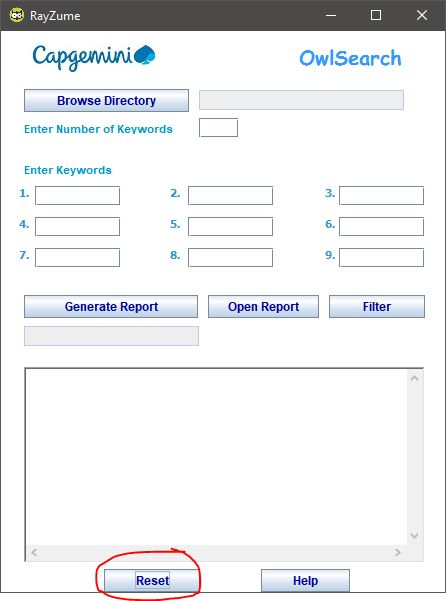 RayZume
Capgemini OwlSearch
Browse Directory
Enter Number of Keywords
Enter Keywords
1. 2. 3.
4. 5. 6.
7. 8. 9.
Generate Report Open Report Filter
Reset Help